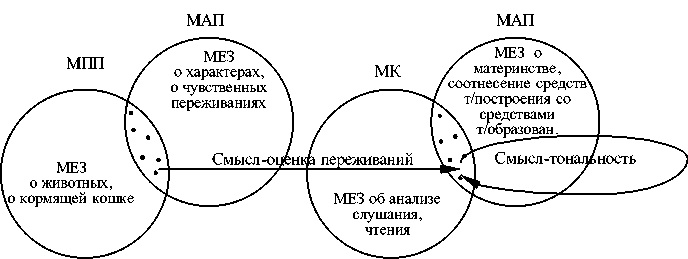 МАП
МАП
МПП
МК
МЕЗ
о характерах,
о чувственных
переживаниях
МЕЗ о
материнстве,
соотнесение средств
т/построения со
средствами
т/образован.
Смысл-оценка переживаний
Смысл-тональность
МЕЗ
о животных,
о кормящей кошке
МЕЗ об анализе
слушания,
чтения